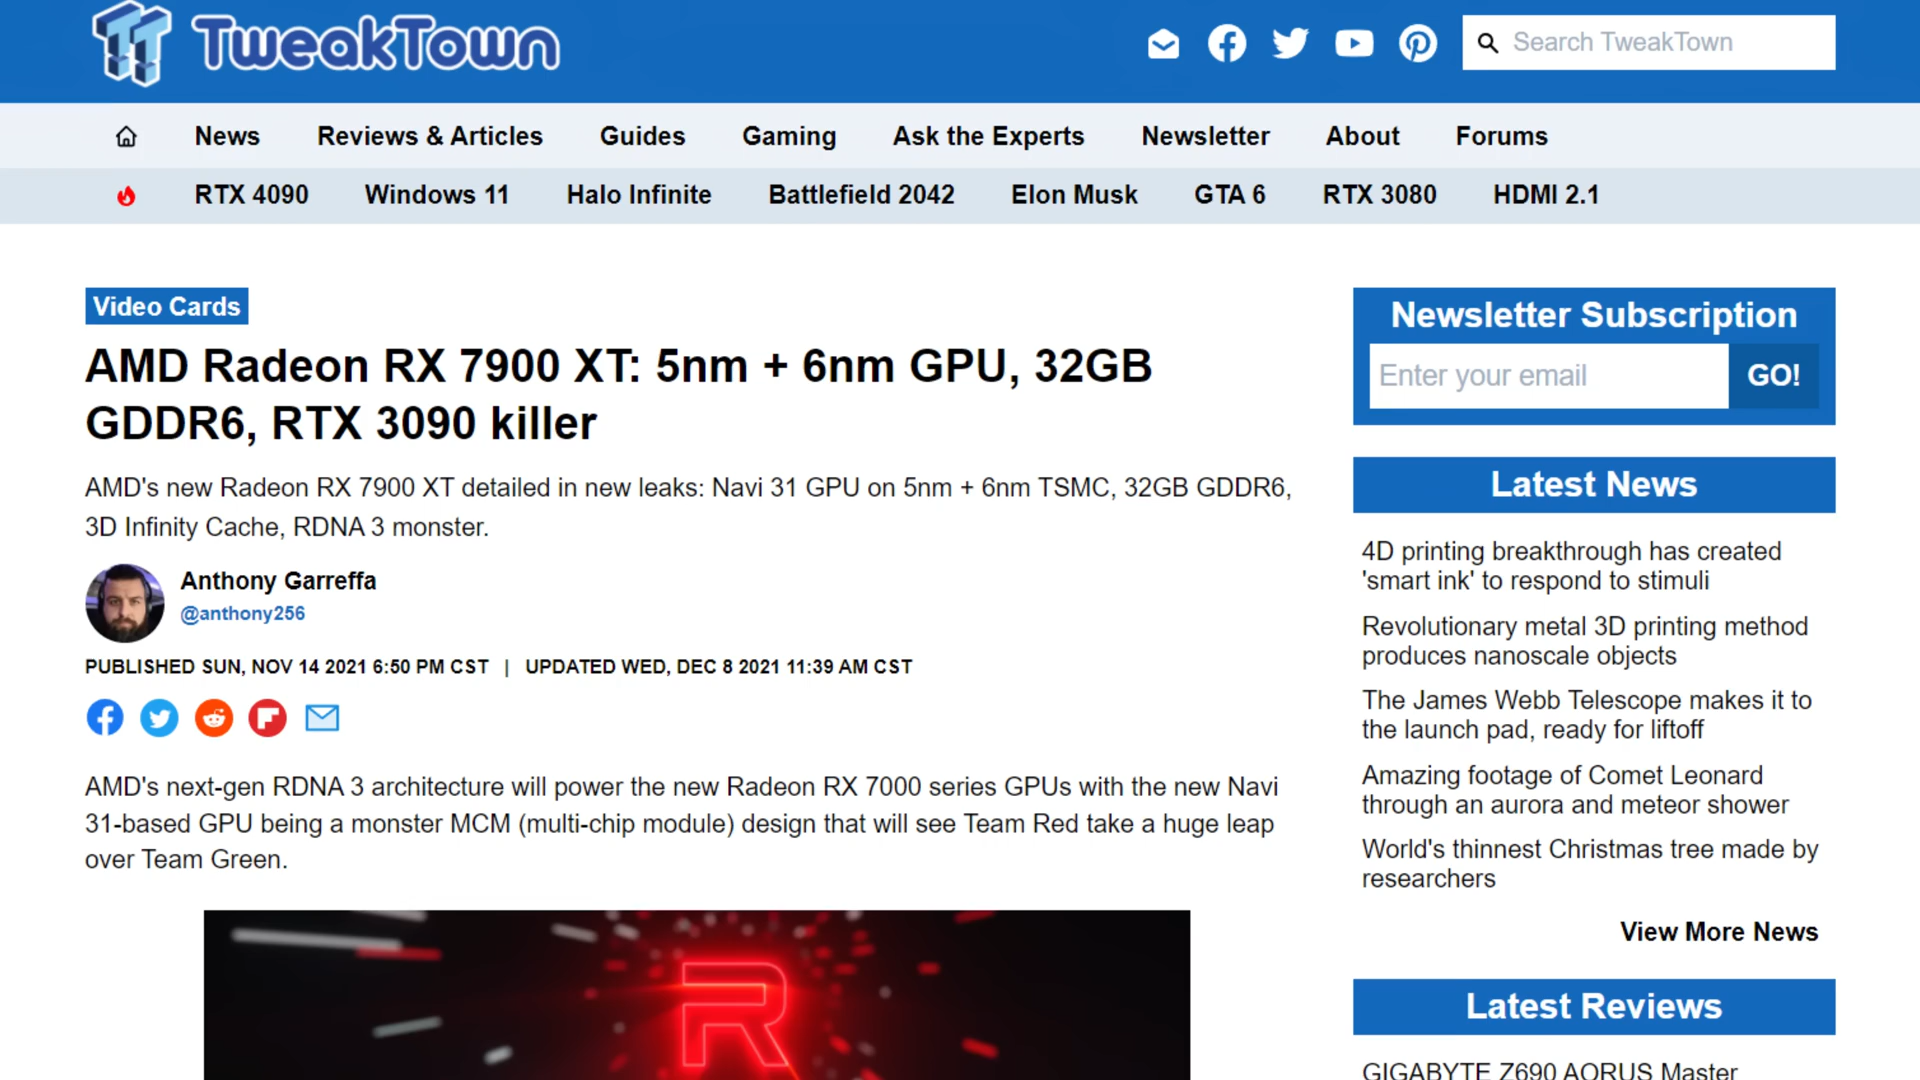 TweakTown
Search TweakTown
News Reviews & Articles Guides Gaming Ask the Experts Newsletter About Forums
RTX 4090 Windows 11 Halo Infinite Battlefield 2042 Elon Musk GTA 6 RTX 3080 HDMI 2.1
Video Cards
AMD Radeon RX 7900 XT: 5nm + 6nm GPU, 32GB
GDDR6, RTX 3090 killer
AMD's new Radeon RX 7900 XT detailed in new leaks: Navi 31 GPU on 5nm + 6nm TSMC, 32GB GDDR6,
3D Infinity Cache, RDNA 3 monster.
Anthony Garreffa
@anthony256
PUBLISHED SUN, NOV 14 2021 6:50 PM CST | UPDATED WED, DEC 8 2021 11:39 AM CST
AMD's next-gen RDNA 3 architecture will power the new Radeon RX 7000 series GPUs with the new Navi
31-based GPU being a monster MCM (multi-chip module) design that will see Team Red take a huge leap
over Team Green.
R
Newsletter Subscription
Enter your email GO!
Latest News
4D printing breakthrough has created
'smart ink' to respond to stimuli
Revolutionary metal 3D printing method
produces nanoscale objects
The James Webb Telescope makes it to
the launch pad, ready for liftoff
Amazing footage of Comet Leonard
through an aurora and meteor shower
World's thinnest Christmas tree made by
researchers
View More News
Latest Reviews
GIGABYTE Z690 AORUS Master